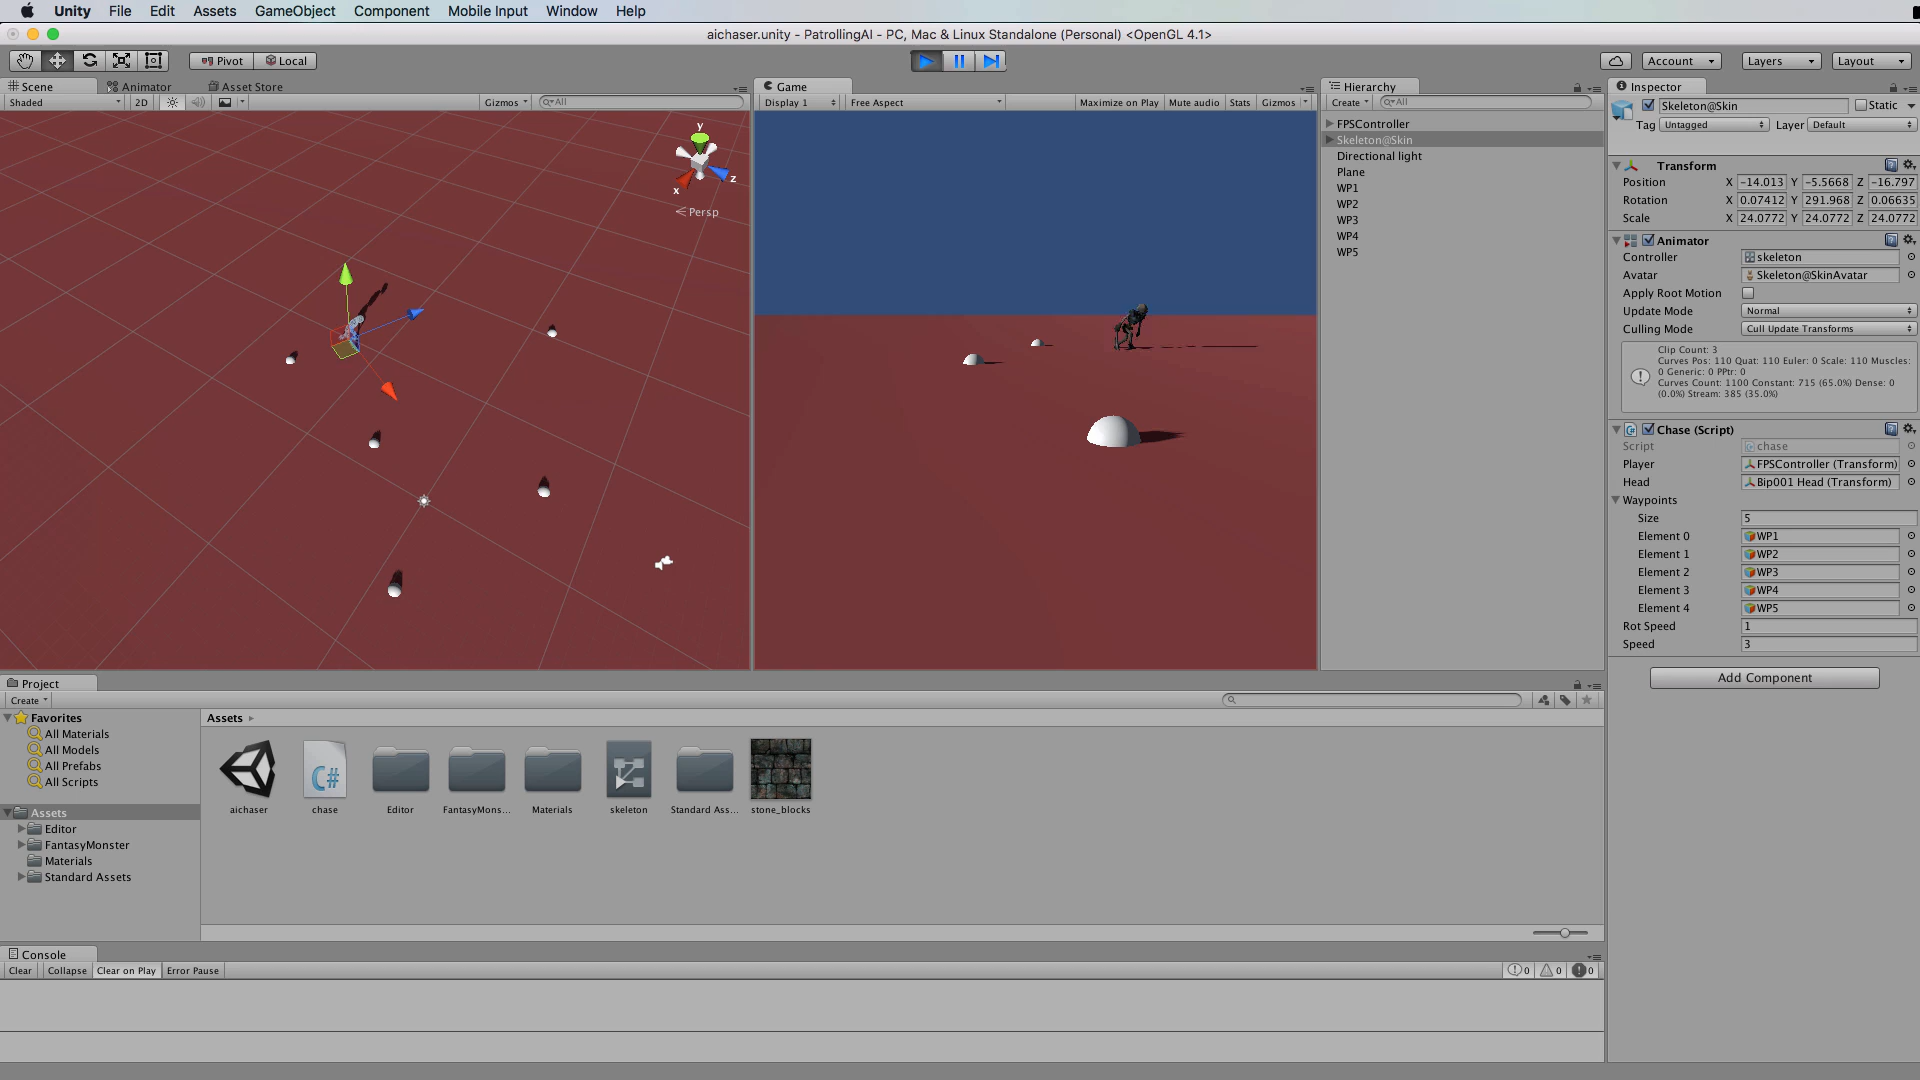 Unity File Edit Assets GameObject Component Mobile Input Window Help
aichaser.unity - PatrollingAI - PC, Mac & Linux Standalone (Personal) <OpenGL 4.1>
Pivot Local Account Layers Layout
Scene Animator Asset Store
Shaded 2D Gizmos All
y
x
z
Persp
Game
Display 1 Free Aspect Maximize on Play Mute audio Stats Gizmos
Hierarchy
Create All
FPSController
Skeleton@Skin
Directional light
Plane
WP1
WP2
WP3
WP4
WP5
Inspector
Skeleton@Skin Static
Tag Untagged Layer Default
Transform
Position X -14.013 Y -5.5668 Z -16.797
Rotation X 0.07412 Y 291.968 Z 0.06635
Scale X 24.0772 Y 24.0772 Z 24.0772
Animator
Controller skeleton
Avatar Skeleton@SkinAvatar
Apply Root Motion
Update Mode Normal
Culling Mode Cull Update Transforms
Clip Count: 3
Curves Pos: 110 Quat: 110 Euler: 0 Scale: 110 Muscles:
0 Generic: 0 PPtr: 0
Curves Count: 1100 Constant: 715 (65.0%) Dense: 0
(0.0%) Stream: 385 (35.0%)
Chase (Script)
Script chase
Player FPSController (Transform)
Head Bip001 Head (Transform)
Waypoints
Size 5
Element 0 WP1
Element 1 WP2
Element 2 WP3
Element 3 WP4
Element 4 WP5
Rot Speed 1
Speed 3
Add Component
Project
Create
Favorites
All Materials
All Models
All Prefabs
All Scripts
Assets
Editor
FantasyMonster
Materials
Standard Assets
Assets
C#
aichaser chase Editor FantasyMons... Materials skeleton Standard Ass... stone_blocks
Console
Clear Collapse Clear on Play Error Pause 0 0 0